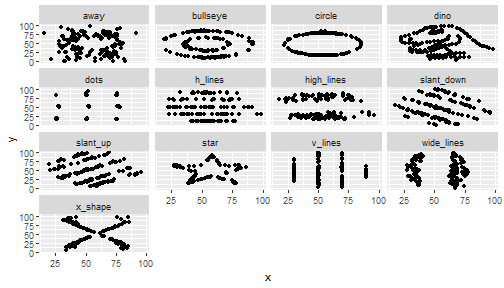 away bullseye circle dino
100
75
50
25
0
dots h_lines high_lines slant_down
100
75
50
25
0
slant_up star v_lines wide_lines
100
75
50
25
0
x_shape
100
75
50
25
0
25 50 75 100 25 50 75 100 25 50 75 100
25 50 75 100
y
x